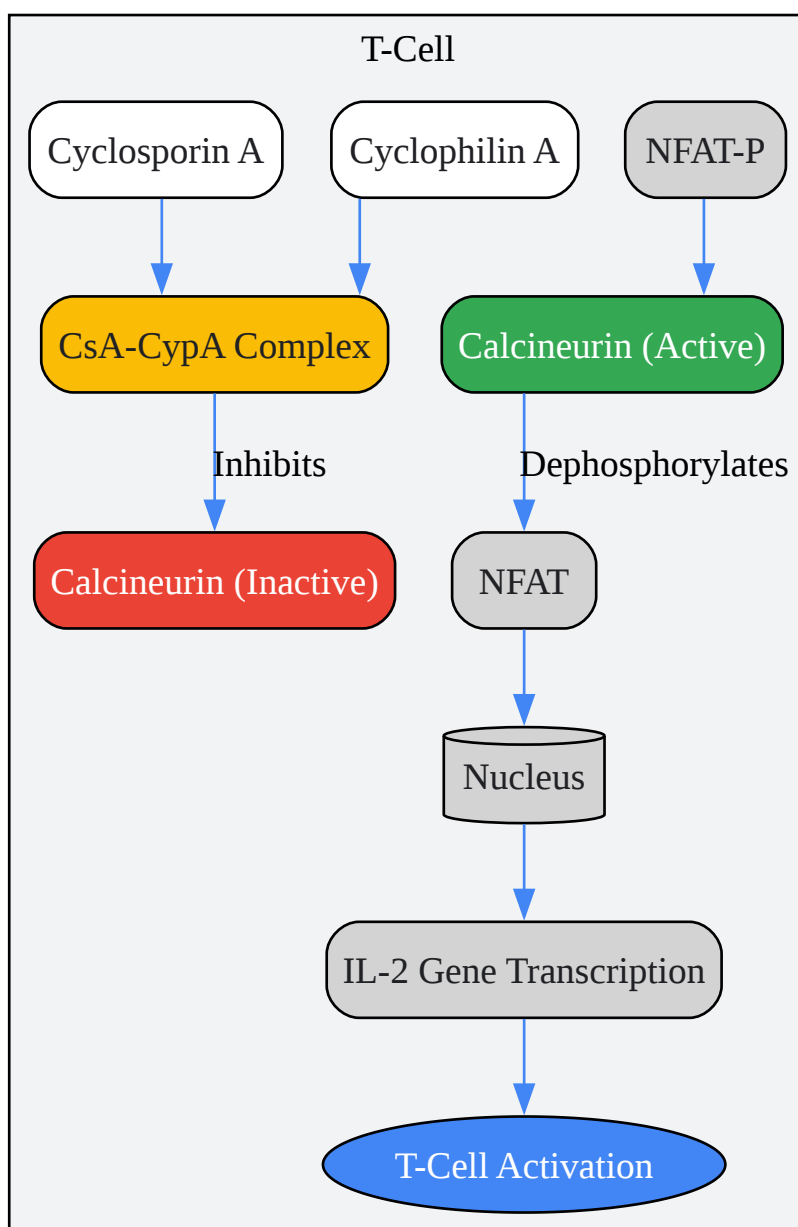 T-Cell
Cyclosporin A
Cyclophilin A
NFAT-P
CsA-CypA Complex
Calcineurin (Active)
Inhibits
Dephosphorylates
Calcineurin (Inactive)
NFAT
Nucleus
IL-2 Gene Transcription
T-Cell Activation